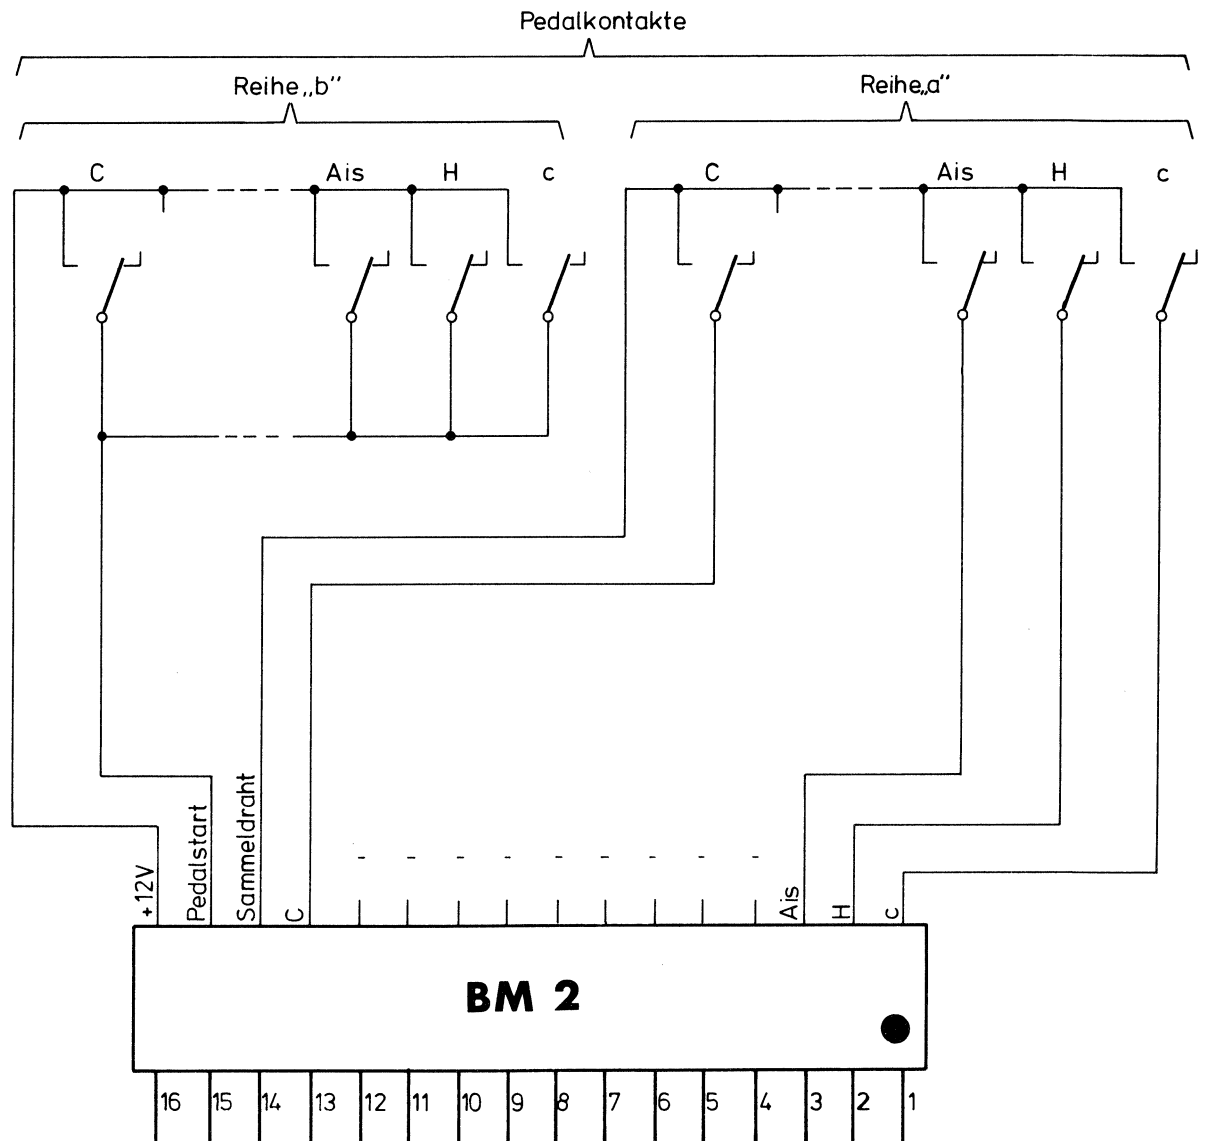 Pedalkontakte
Reihe „b” Reihe „a”
C Ais H c C Ais H c
+12V Pedalstart Sammeldraht C Ais H c
BM 2
16 15 14 13 12 11 10 9 8 7 6 5 4 3 2 1